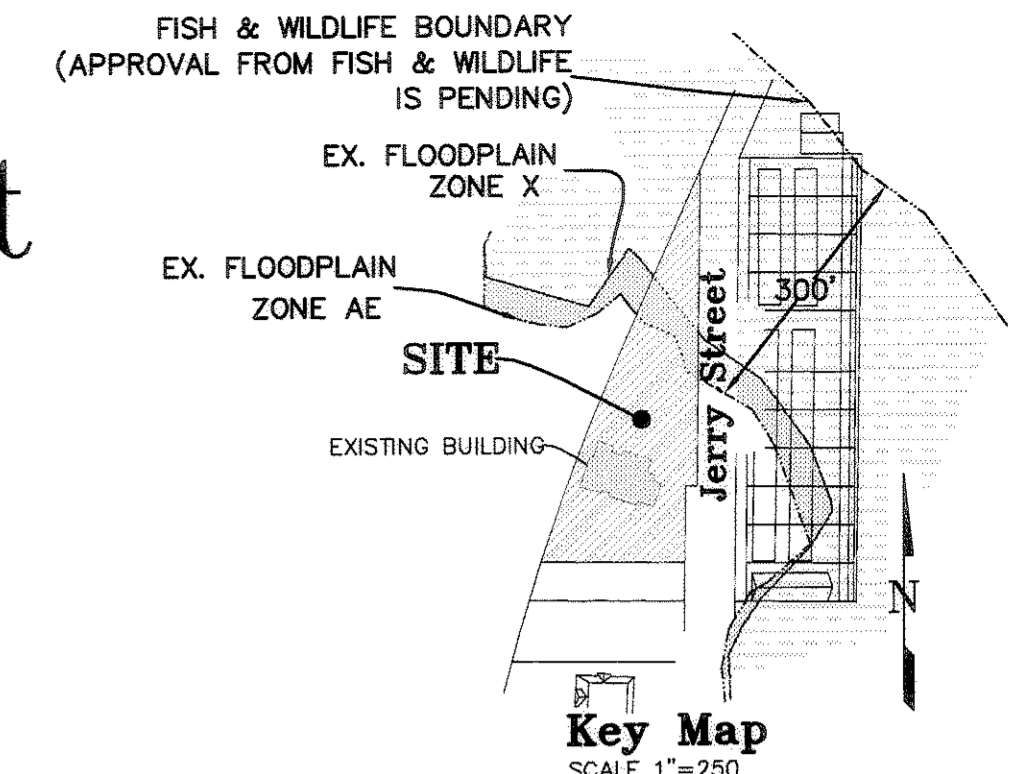 FISH & WILDLIFE BOUNDARY
(APPROVAL FROM FISH & WILDLIFE
IS PENDING)
t
EX. FLOODPLAIN
ZONE X
EX. FLOODPLAIN
ZONE AE
300'
Jerry Street
SITE
EXISTING BUILDING
N
Key Map
SCALE 1"=250